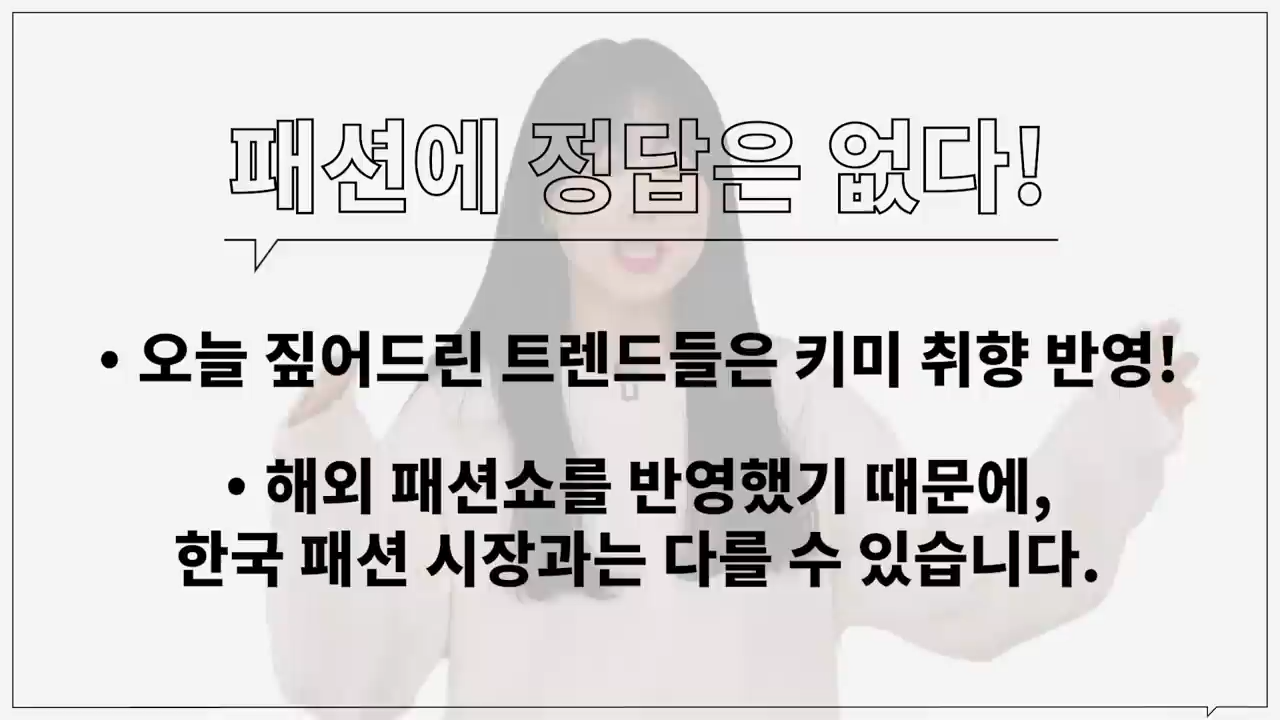 패션에 정답은 없다!
• 오늘 짚어드린 트렌드들은 키미 취향 반영!
• 해외 패션쇼를 반영했기 때문에,
한국 패션 시장과는 다를 수 있습니다.